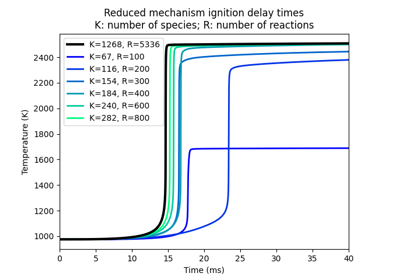 Reduced mechanism ignition delay times
K: number of species; R: number of reactions
K=1268, R=5336
K=67, R=100
K=116, R=200
K=154, R=300
K=184, R=400
K=240, R=600
K=282, R=800
Temperature (K)
2400
2200
2000
1800
1600
1400
1200
1000
0 5 10 15 20 25 30 35 40
Time (ms)